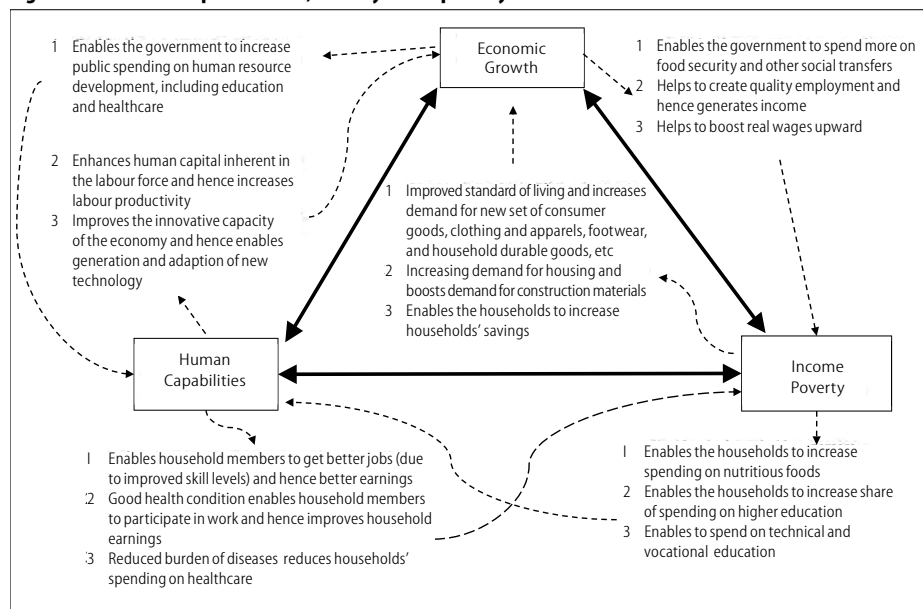 Economic
Growth
1 Enables the government to increase
public spending on human resource
development, including education
and healthcare
1 Enables the government to spend more on
food security and other social transfers
2 Helps to create quality employment and
hence generates income
3 Helps to boost real wages upward
2 Enhances human capital inherent in
the labour force and hence increases
labour productivity
3 Improves the innovative capacity
of the economy and hence enables
generation and adaption of new
technology
1 Improved standard of living and increases
demand for new set of consumer
goods, clothing and apparels, footwear,
and household durable goods, etc
2 Increasing demand for housing and
boosts demand for construction materials
3 Enables the households to increase
households' savings
Human
Capabilities
Income
Poverty
1 Enables household members to get better jobs (due
to improved skill levels) and hence better earnings
2 Good health condition enables household members
to participate in work and hence improves household
earnings
3 Reduced burden of diseases reduces households'
spending on healthcare
1 Enables the households to increase
spending on nutritious foods
2 Enables the households to increase share
of spending on higher education
3 Enables to spend on technical and
vocational education